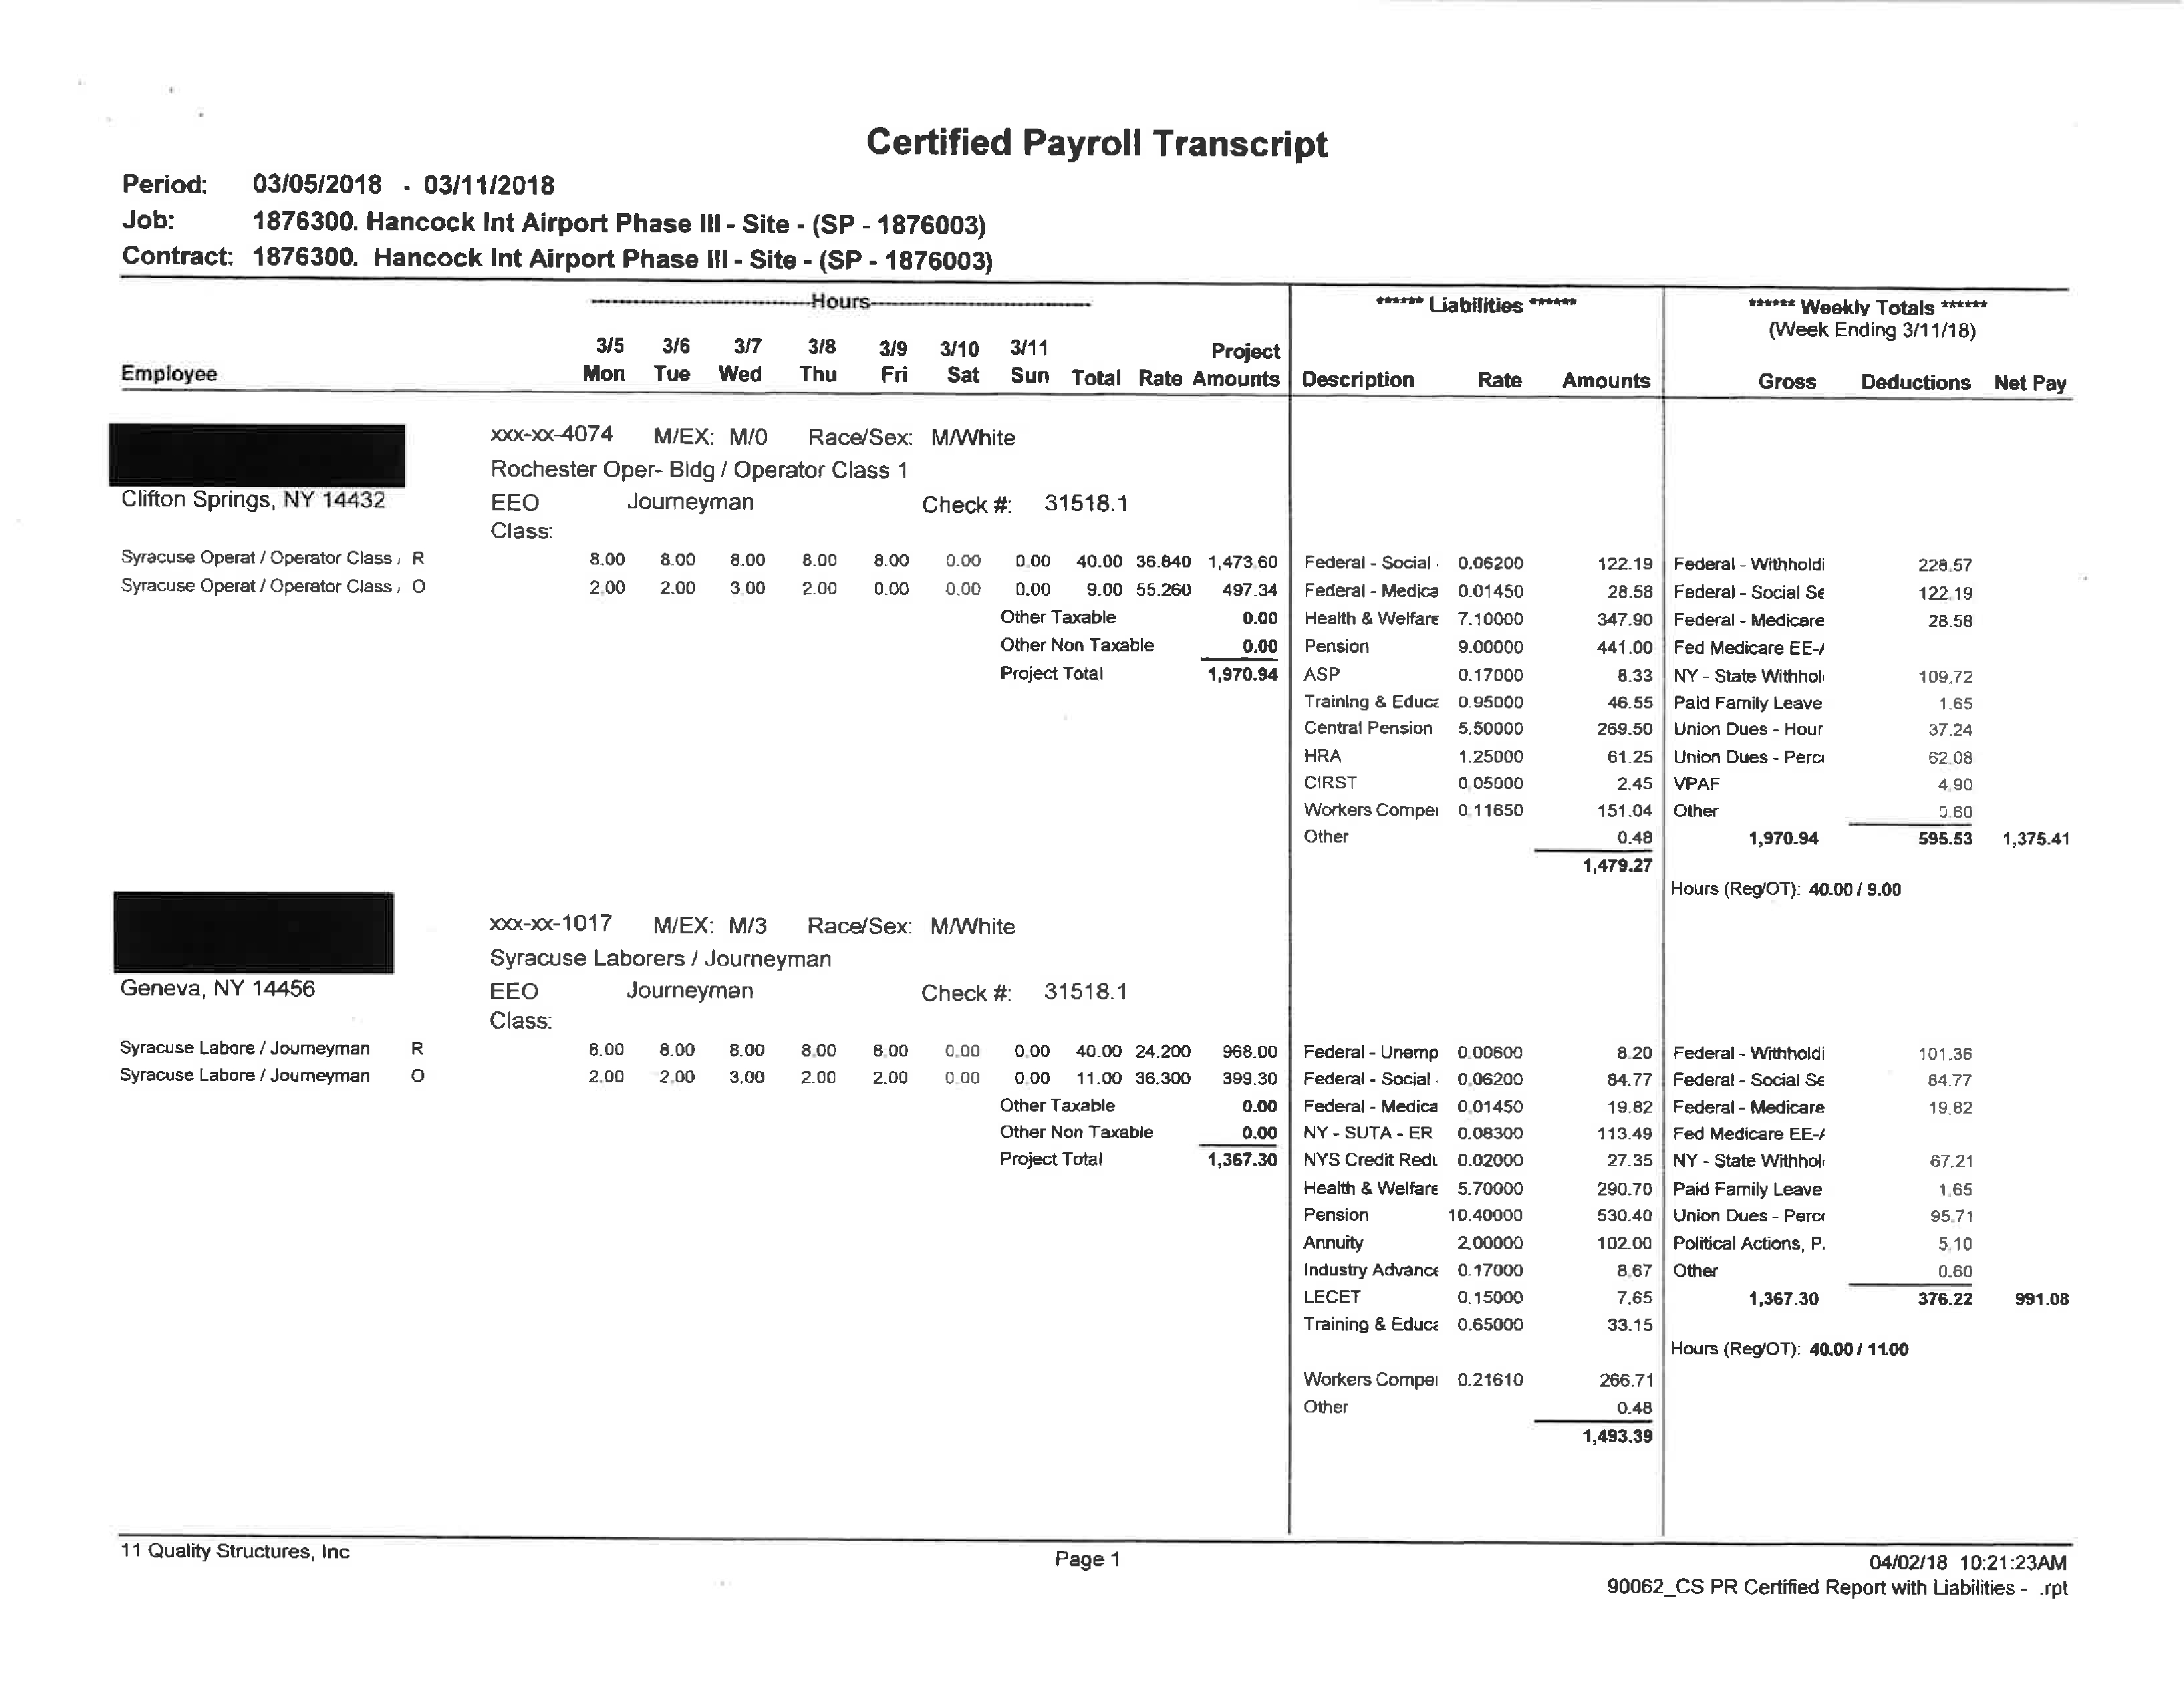 Certified Payroll Transcript
Period: 03/05/2018 - 03/11/2018
Job: 1876300. Hancock Int Airport Phase III - Site - (SP - 1876003)
Contract: 1876300. Hancock Int Airport Phase III - Site - (SP - 1876003)
Hours ****** Liabilities ****** ****** Weekly Totals ******
(Week Ending 3/11/18)
3/5 3/6 3/7 3/8 3/9 3/10 3/11 Project
Employee Mon Tue Wed Thu Fri Sat Sun Total Rate Amounts Description Rate Amounts Gross Deductions Net Pay
xxx-xx-4074 M/EX: M/0 Race/Sex: M/White
Rochester Oper- Bldg / Operator Class 1
Clifton Springs, NY 14432 EEO Journeyman Check #: 31518.1
Class:
Syracuse Operat / Operator Class / R 8.00 8.00 8.00 8.00 8.00 0.00 0.00 40.00 36.840 1,473.60 Federal - Social 0.06200 122.19 Federal - Withholdi 228.57
Syracuse Operat / Operator Class / O 2.00 2.00 3.00 2.00 0.00 0.00 0.00 9.00 55.260 497.34 Federal - Medica 0.01450 28.58 Federal - Social Se 122.19
Other Taxable 0.00 Health & Welfare 7.10000 347.90 Federal - Medicare 28.58
Other Non Taxable 0.00 Pension 9.00000 441.00 Fed Medicare EE-/
Project Total 1,970.94 ASP 0.17000 8.33 NY - State Withhol 109.72
Training & Educa 0.95000 46.55 Paid Family Leave 1.65
Central Pension 5.50000 269.50 Union Dues - Hour 37.24
HRA 1.25000 61.25 Union Dues - Perc 62.08
CIRST 0.05000 2.45 VPAF 4.90
Workers Compe 0.11650 151.04 Other 0.60
Other 0.48 1,970.94 595.53 1,375.41
1,479.27
Hours (Reg/OT): 40.00 / 9.00
xxx-xx-1017 M/EX: M/3 Race/Sex: M/White
Syracuse Laborers / Journeyman
Geneva, NY 14456 EEO Journeyman Check #: 31518.1
Class:
Syracuse Labore / Journeyman R 8.00 8.00 8.00 8.00 8.00 0.00 0.00 40.00 24.200 968.00 Federal - Unemp 0.00600 8.20 Federal - Withholdi 101.36
Syracuse Labore / Journeyman O 2.00 2.00 3.00 2.00 2.00 0.00 0.00 11.00 36.300 399.30 Federal - Social 0.06200 84.77 Federal - Social Se 84.77
Other Taxable 0.00 Federal - Medica 0.01450 19.82 Federal - Medicare 19.82
Other Non Taxable 0.00 NY - SUTA - ER 0.08300 113.49 Fed Medicare EE-/
Project Total 1,367.30 NYS Credit Redu 0.02000 27.35 NY - State Withhol 67.21
Health & Welfare 5.70000 290.70 Paid Family Leave 1.65
Pension 10.40000 530.40 Union Dues - Perc 95.71
Annuity 2.00000 102.00 Political Actions, P. 5.10
Industry Advance 0.17000 8.67 Other 0.60
LECET 0.15000 7.65 1,367.30 376.22 991.08
Training & Educa 0.65000 33.15
Hours (Reg/OT): 40.00 / 11.00
Workers Compe 0.21610 266.71
Other 0.48
1,493.39
11 Quality Structures, Inc Page 1 04/02/18 10:21:23AM
90062_CS PR Certified Report with Liabilities - .rpt